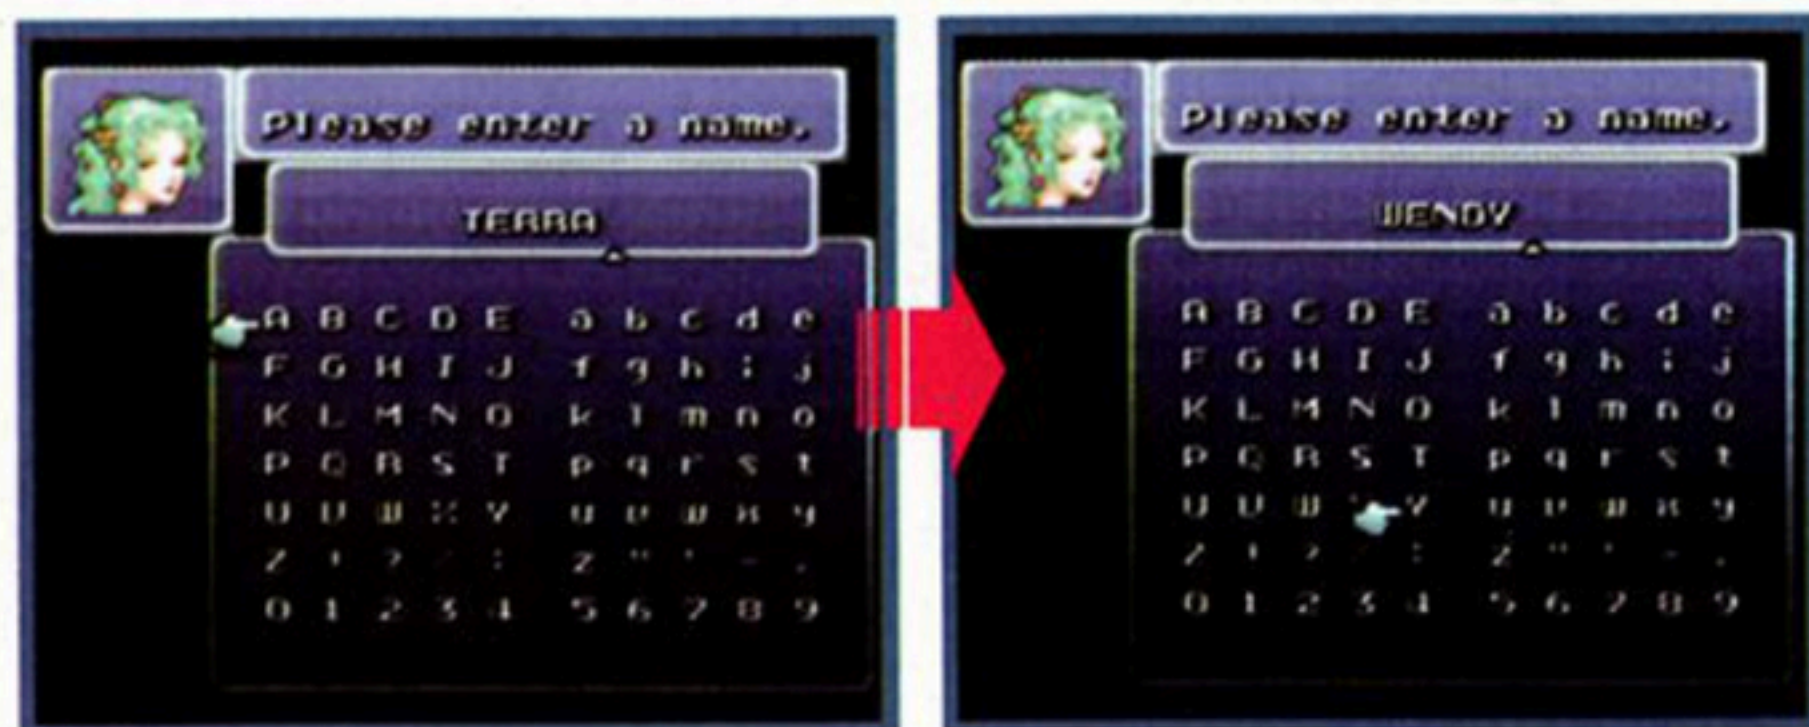 Please enter a name.
TERRA
A B C D E a b c d e
F G H I J f g h i j
K L M N O k l m n o
P Q R S T p q r s t
U V W X Y u v w x y
Z ! ? / : z " ' - .
0 1 2 3 4 5 6 7 8 9
Please enter a name.
WENDY
A B C D E a b c d e
F G H I J f g h i j
K L M N O k l m n o
P Q R S T p q r s t
U V W Y u v w x y
Z ! ? / : z " ' - .
0 1 2 3 4 5 6 7 8 9